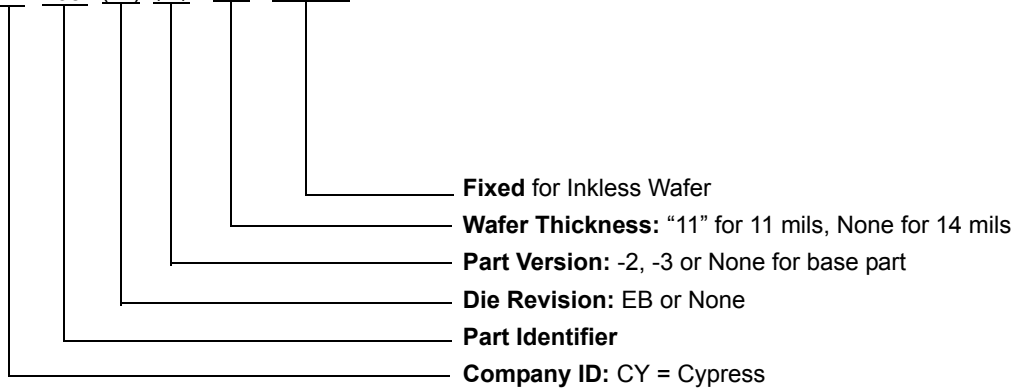 Fixed for Inkless Wafer
Wafer Thickness: “11” for 11 mils, None for 14 mils
Part Version: -2, -3 or None for base part
Die Revision: EB or None
Part Identifier
Company ID: CY = Cypress